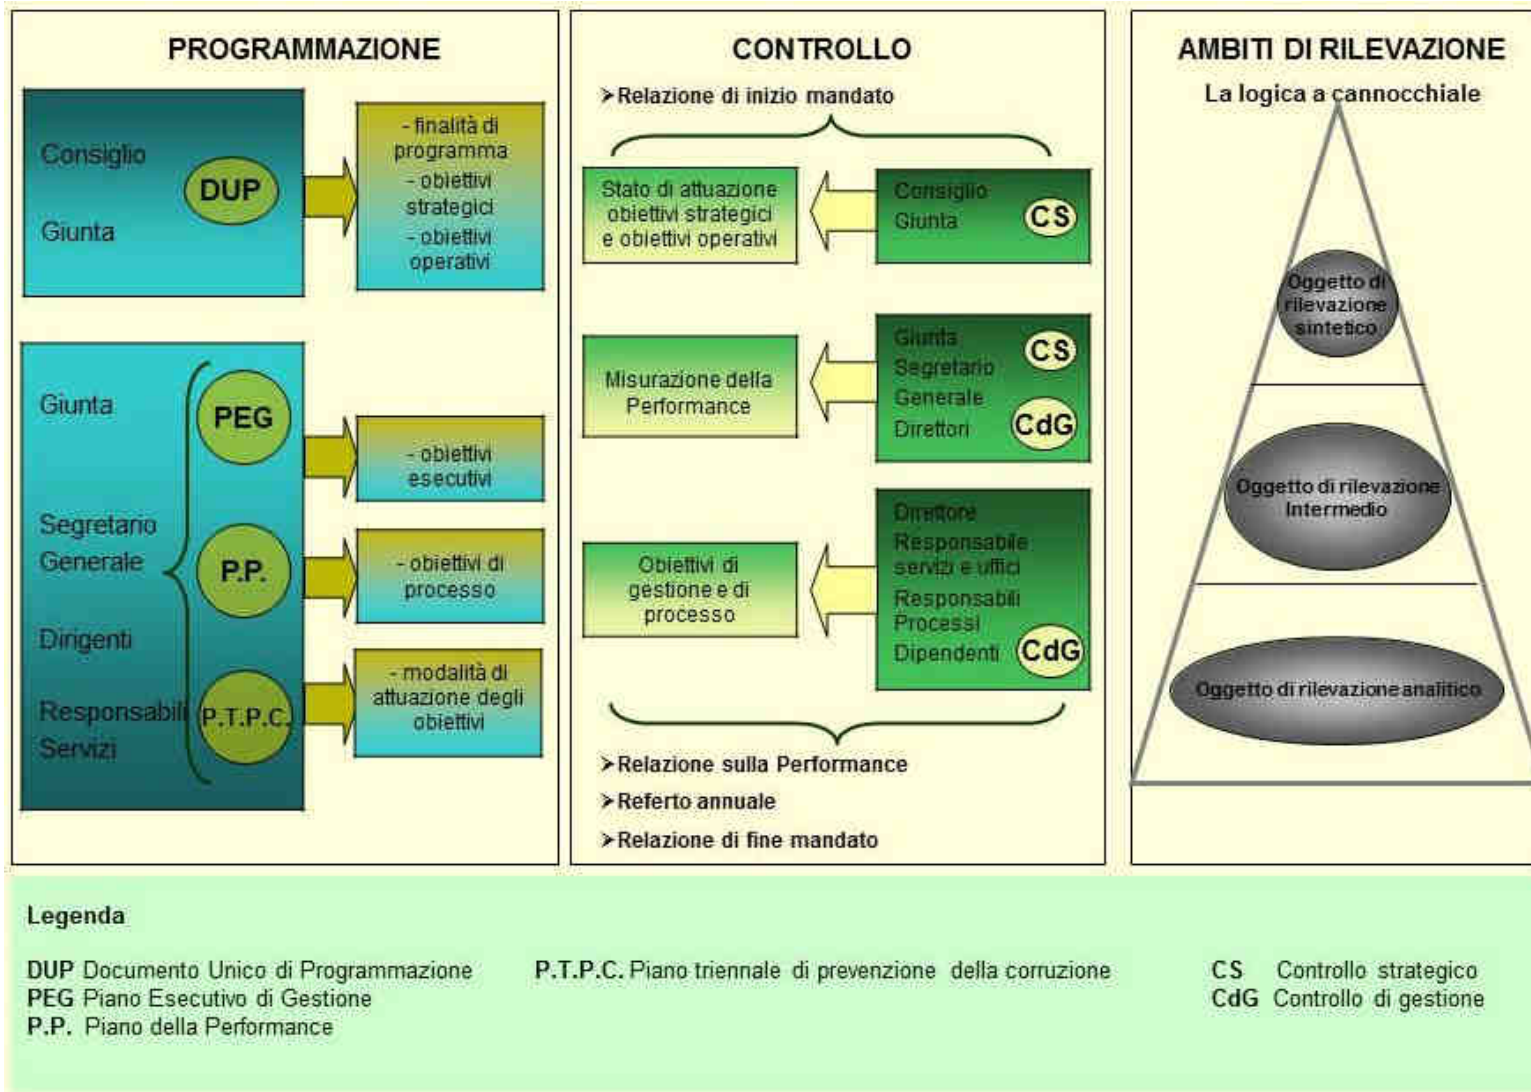 PROGRAMMAZIONE
Consiglio
Giunta
DUP
- finalità di
programma
- obiettivi
strategici
- obiettivi
operativi
Giunta
Segretario
Generale
Dirigenti
Responsabili
Servizi
PEG
P.P.
P.T.P.C.
- obiettivi
esecutivi
- obiettivi di
processo
- modalità di
attuazione degli
obiettivi
CONTROLLO
➢Relazione di inizio mandato
Stato di attuazione
obiettivi strategici
e obiettivi operativi
Consiglio
Giunta
CS
Misurazione della
Performance
Giunta
Segretario
Generale
Direttori
CS
CdG
Obiettivi di
gestione e di
processo
Direttore
Responsabile
servizi e uffici
Responsabili
Processi
Dipendenti
CdG
➢Relazione sulla Performance
➢Referto annuale
➢Relazione di fine mandato
AMBITI DI RILEVAZIONE
La logica a cannocchiale
Oggetto di
rilevazione
sintetico
Oggetto di rilevazione
Intermedio
Oggetto di rilevazione analitico
Legenda
DUP Documento Unico di Programmazione
PEG Piano Esecutivo di Gestione
P.P. Piano della Performance
P.T.P.C. Piano triennale di prevenzione della corruzione
CS Controllo strategico
CdG Controllo di gestione